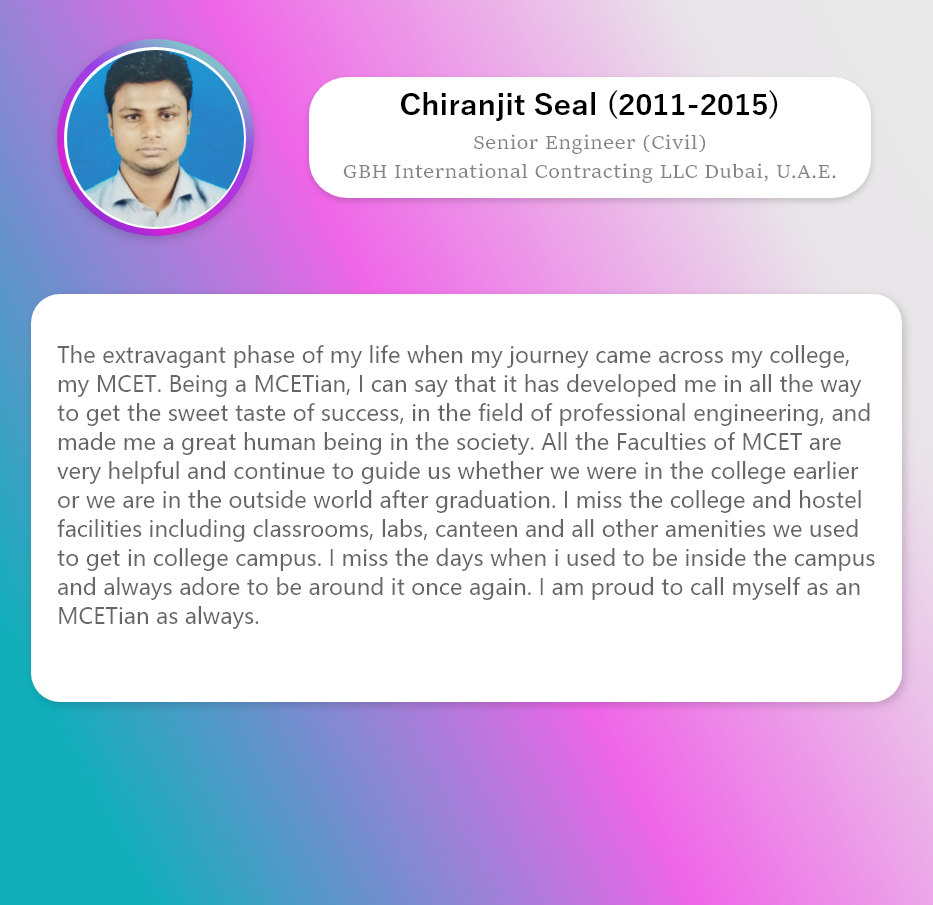 Chiranjit Seal (2011-2015)
Senior Engineer (Civil)
GBH International Contracting LLC Dubai, U.A.E.
The extravagant phase of my life when my journey came across my college,
my MCET. Being a MCETian, I can say that it has developed me in all the way
to get the sweet taste of success, in the field of professional engineering, and
made me a great human being in the society. All the Faculties of MCET are
very helpful and continue to guide us whether we were in the college earlier
or we are in the outside world after graduation. I miss the college and hostel
facilities including classrooms, labs, canteen and all other amenities we used
to get in college campus. I miss the days when i used to be inside the campus
and always adore to be around it once again. I am proud to call myself as an
MCETian as always.